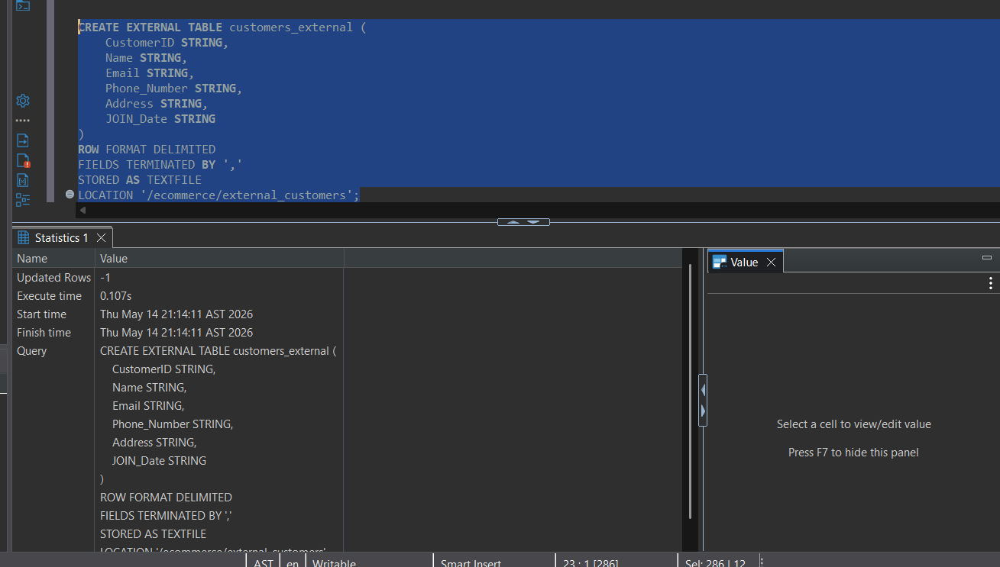 CREATE EXTERNAL TABLE customers_external (
CustomerID STRING,
Name STRING,
Email STRING,
Phone_Number STRING,
Address STRING,
JOIN_Date STRING
)
ROW FORMAT DELIMITED
FIELDS TERMINATED BY ','
STORED AS TEXTFILE
LOCATION '/ecommerce/external_customers';
Statistics 1
Name Value
Updated Rows -1
Execute time 0.107s
Start time Thu May 14 21:14:11 AST 2026
Finish time Thu May 14 21:14:11 AST 2026
Query CREATE EXTERNAL TABLE customers_external (
CustomerID STRING,
Name STRING,
Email STRING,
Phone_Number STRING,
Address STRING,
JOIN_Date STRING
)
ROW FORMAT DELIMITED
FIELDS TERMINATED BY ','
STORED AS TEXTFILE
LOCATION '/ecommerce/external_customers'
Value
Select a cell to view/edit value
Press F7 to hide this panel
AST en Writable Smart Insert 23 : 1 [286] Sel: 286 | 12